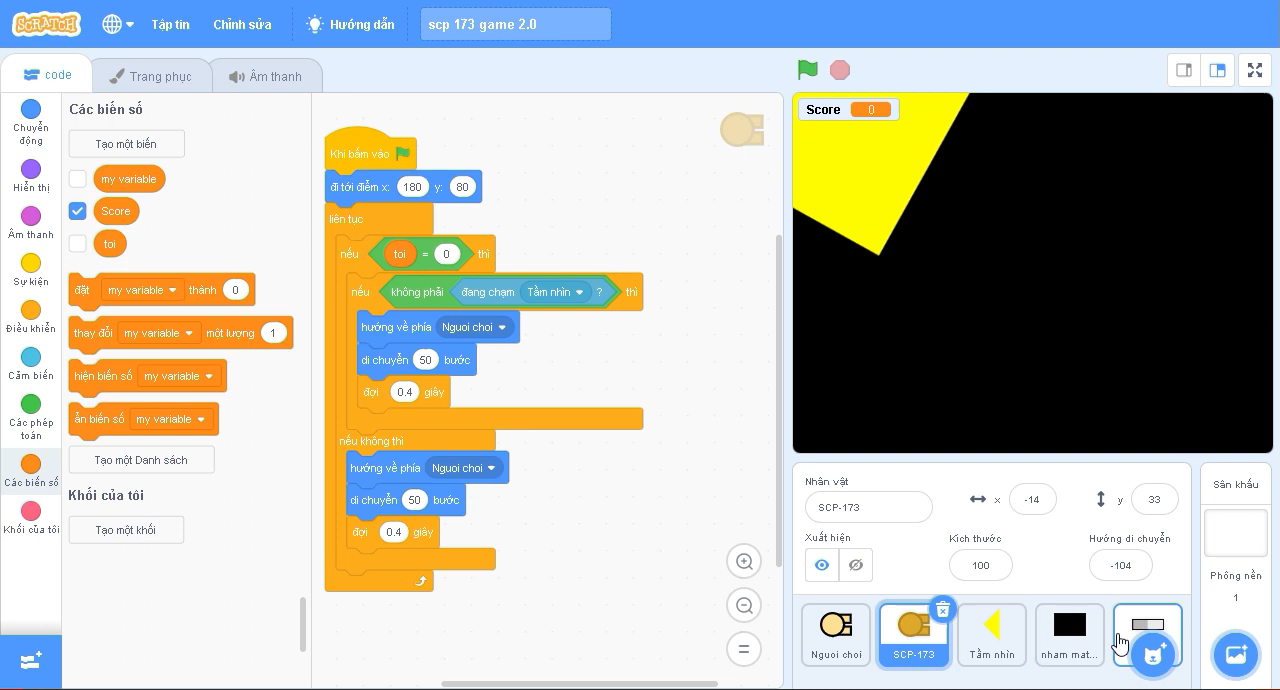 SCRATCH
Tập tin
Chỉnh sửa
Hướng dẫn
scp 173 game 2.0
code
Trang phục
Âm thanh
Chuyển động
Hiển thị
Âm thanh
Sự kiện
Điều khiển
Cảm biến
Các phép toán
Các biến số
Khối của tôi
Các biến số
Tạo một biến
my variable
Score
toi
đặt my variable thành 0
thay đổi my variable một lượng 1
hiện biến số my variable
ẩn biến số my variable
Tạo một Danh sách
Khối của tôi
Tạo một khối
Khi bấm vào
đi tới điểm x: 180 y: 80
liên tục
nếu toi = 0 thì
nếu không phải đang chạm Tầm nhìn ? thì
hướng về phía Nguoi choi
di chuyển 50 bước
đợi 0.4 giây
nếu không thì
hướng về phía Nguoi choi
di chuyển 50 bước
đợi 0.4 giây
Score 0
Nhân vật
SCP-173
x -14
y 33
Xuất hiện
Kích thước
100
Hướng di chuyển
-104
Nguoi choi
SCP-173
Tầm nhìn
nham mat...
Sân khấu
Phông nền
1